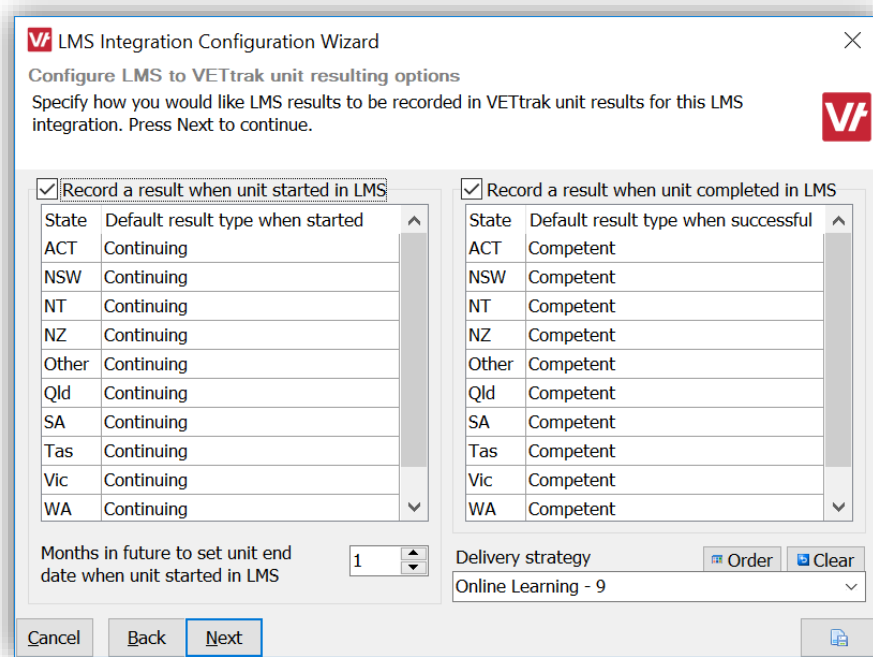 LMS Integration Configuration Wizard
Configure LMS to VETtrak unit resulting options
Specify how you would like LMS results to be recorded in VETtrak unit results for this LMS
integration. Press Next to continue.
Record a result when unit started in LMS
State Default result type when started
ACT Continuing
NSW Continuing
NT Continuing
NZ Continuing
Other Continuing
Qld Continuing
SA Continuing
Tas Continuing
Vic Continuing
WA Continuing
Months in future to set unit end
date when unit started in LMS
1
Record a result when unit completed in LMS
State Default result type when successful
ACT Competent
NSW Competent
NT Competent
NZ Competent
Other Competent
Qld Competent
SA Competent
Tas Competent
Vic Competent
WA Competent
Delivery strategy Order Clear
Online Learning - 9
Cancel Back Next